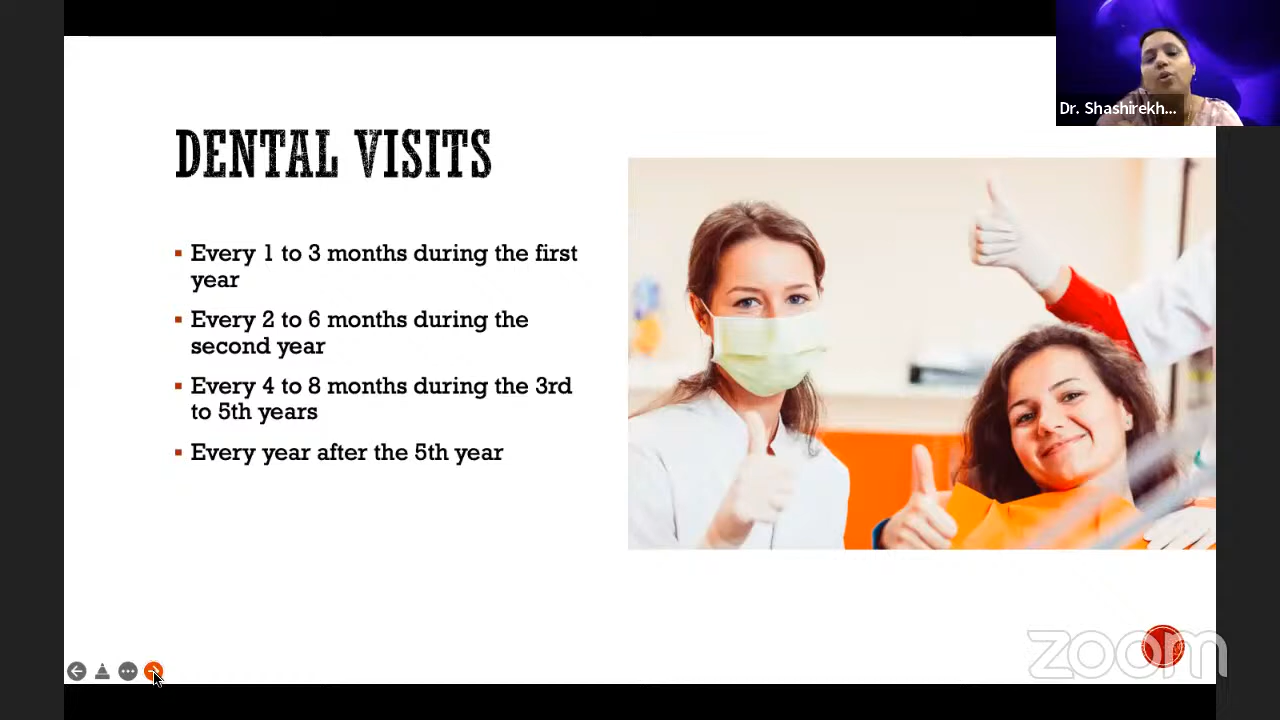 Dr. Shashirekh...
DENTAL VISITS
▪ Every 1 to 3 months during the first
year
▪ Every 2 to 6 months during the
second year
▪ Every 4 to 8 months during the 3rd
to 5th years
▪ Every year after the 5th year
zoom